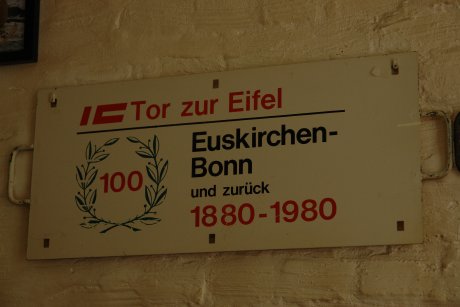 IC Tor zur Eifel
100
Euskirchen-
Bonn
und zurück
1880-1980